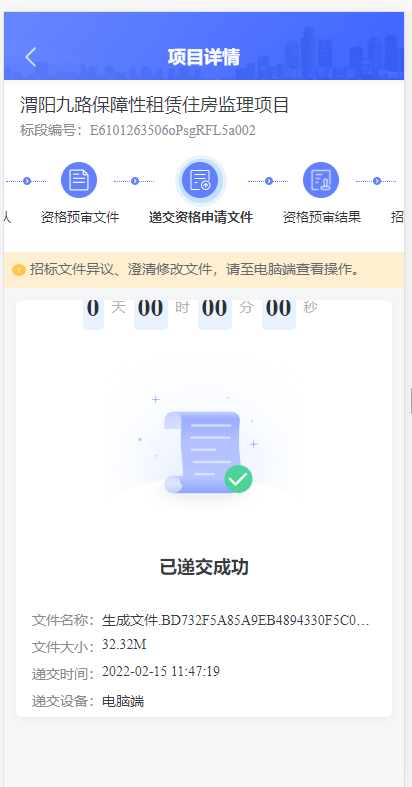 项目详情
渭阳九路保障性租赁住房监理项目
标段编号：E6101263506oPsgRFL5a002
资格预审文件 递交资格申请文件 资格预审结果 招
招标文件异议、澄清修改文件，请至电脑端查看操作。
0 天 00 时 00 分 00 秒
已递交成功
文件名称：生成文件.BD732F5A85A9EB4894330F5C0...
文件大小：32.32M
递交时间：2022-02-15 11:47:19
递交设备：电脑端